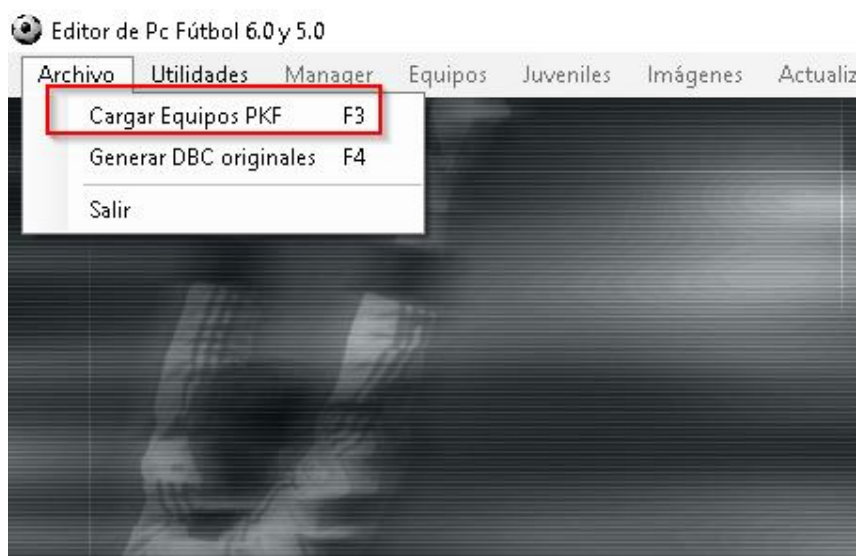 Editor de Pc Fútbol 6.0 y 5.0
Archivo Utilidades Manager Equipos Juveniles Imágenes Actualiz
Cargar Equipos PKF F3
Generar DBC originales F4
Salir